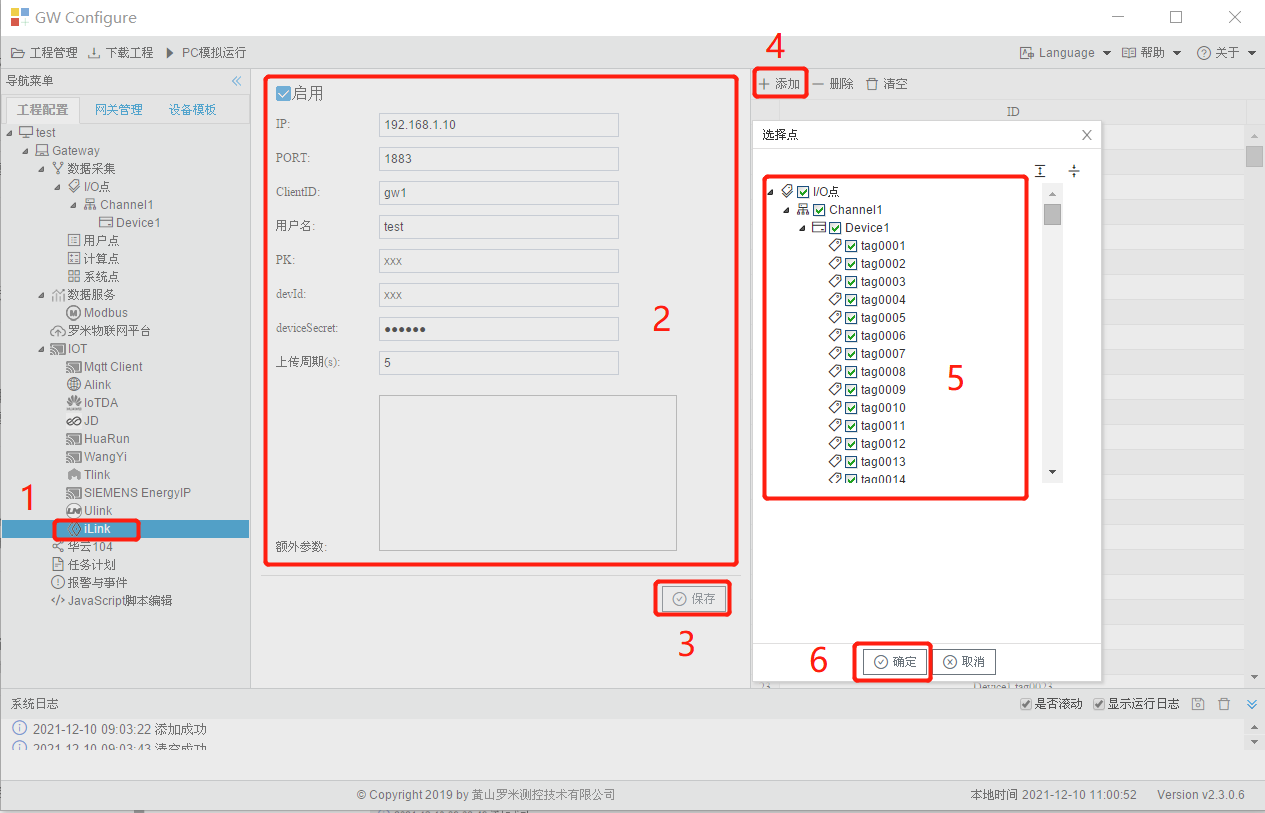 GW Configure
工程管理 下载工程 PC模拟运行 Language 帮助 关于
导航菜单
工程配置 网关管理 设备模板
test
Gateway
数据采集
I/O点
Channel1
Device1
用户点
计算点
系统点
数据服务
Modbus
罗米物联网平台
IOT
Mqtt Client
Alink
IoTDA
JD
HuaRun
WangYi
Tlink
SIEMENS EnergyIP
Ulink
1
iLink
华云104
任务计划
报警与事件
JavaScript脚本编辑
启用
IP: 192.168.1.10
PORT: 1883
ClientID: gw1
用户名: test
PK: xxx
devId: xxx
deviceSecret: ●●●●●●
上传周期(s): 5
额外参数:
2
保存
3
4
添加 删除 清空
ID
选择点
I/O点
Channel1
Device1
tag0001
tag0002
tag0003
tag0004
tag0005
tag0006
tag0007
tag0008
tag0009
tag0010
tag0011
tag0012
tag0013
tag0014
5
6
确定 取消
系统日志 是否滚动 显示运行日志
2021-12-10 09:03:22 添加成功
2021-12-10 09:03:43 清空成功
© Copyright 2019 by 黄山罗米测控技术有限公司 本地时间 2021-12-10 11:00:52 Version v2.3.0.6